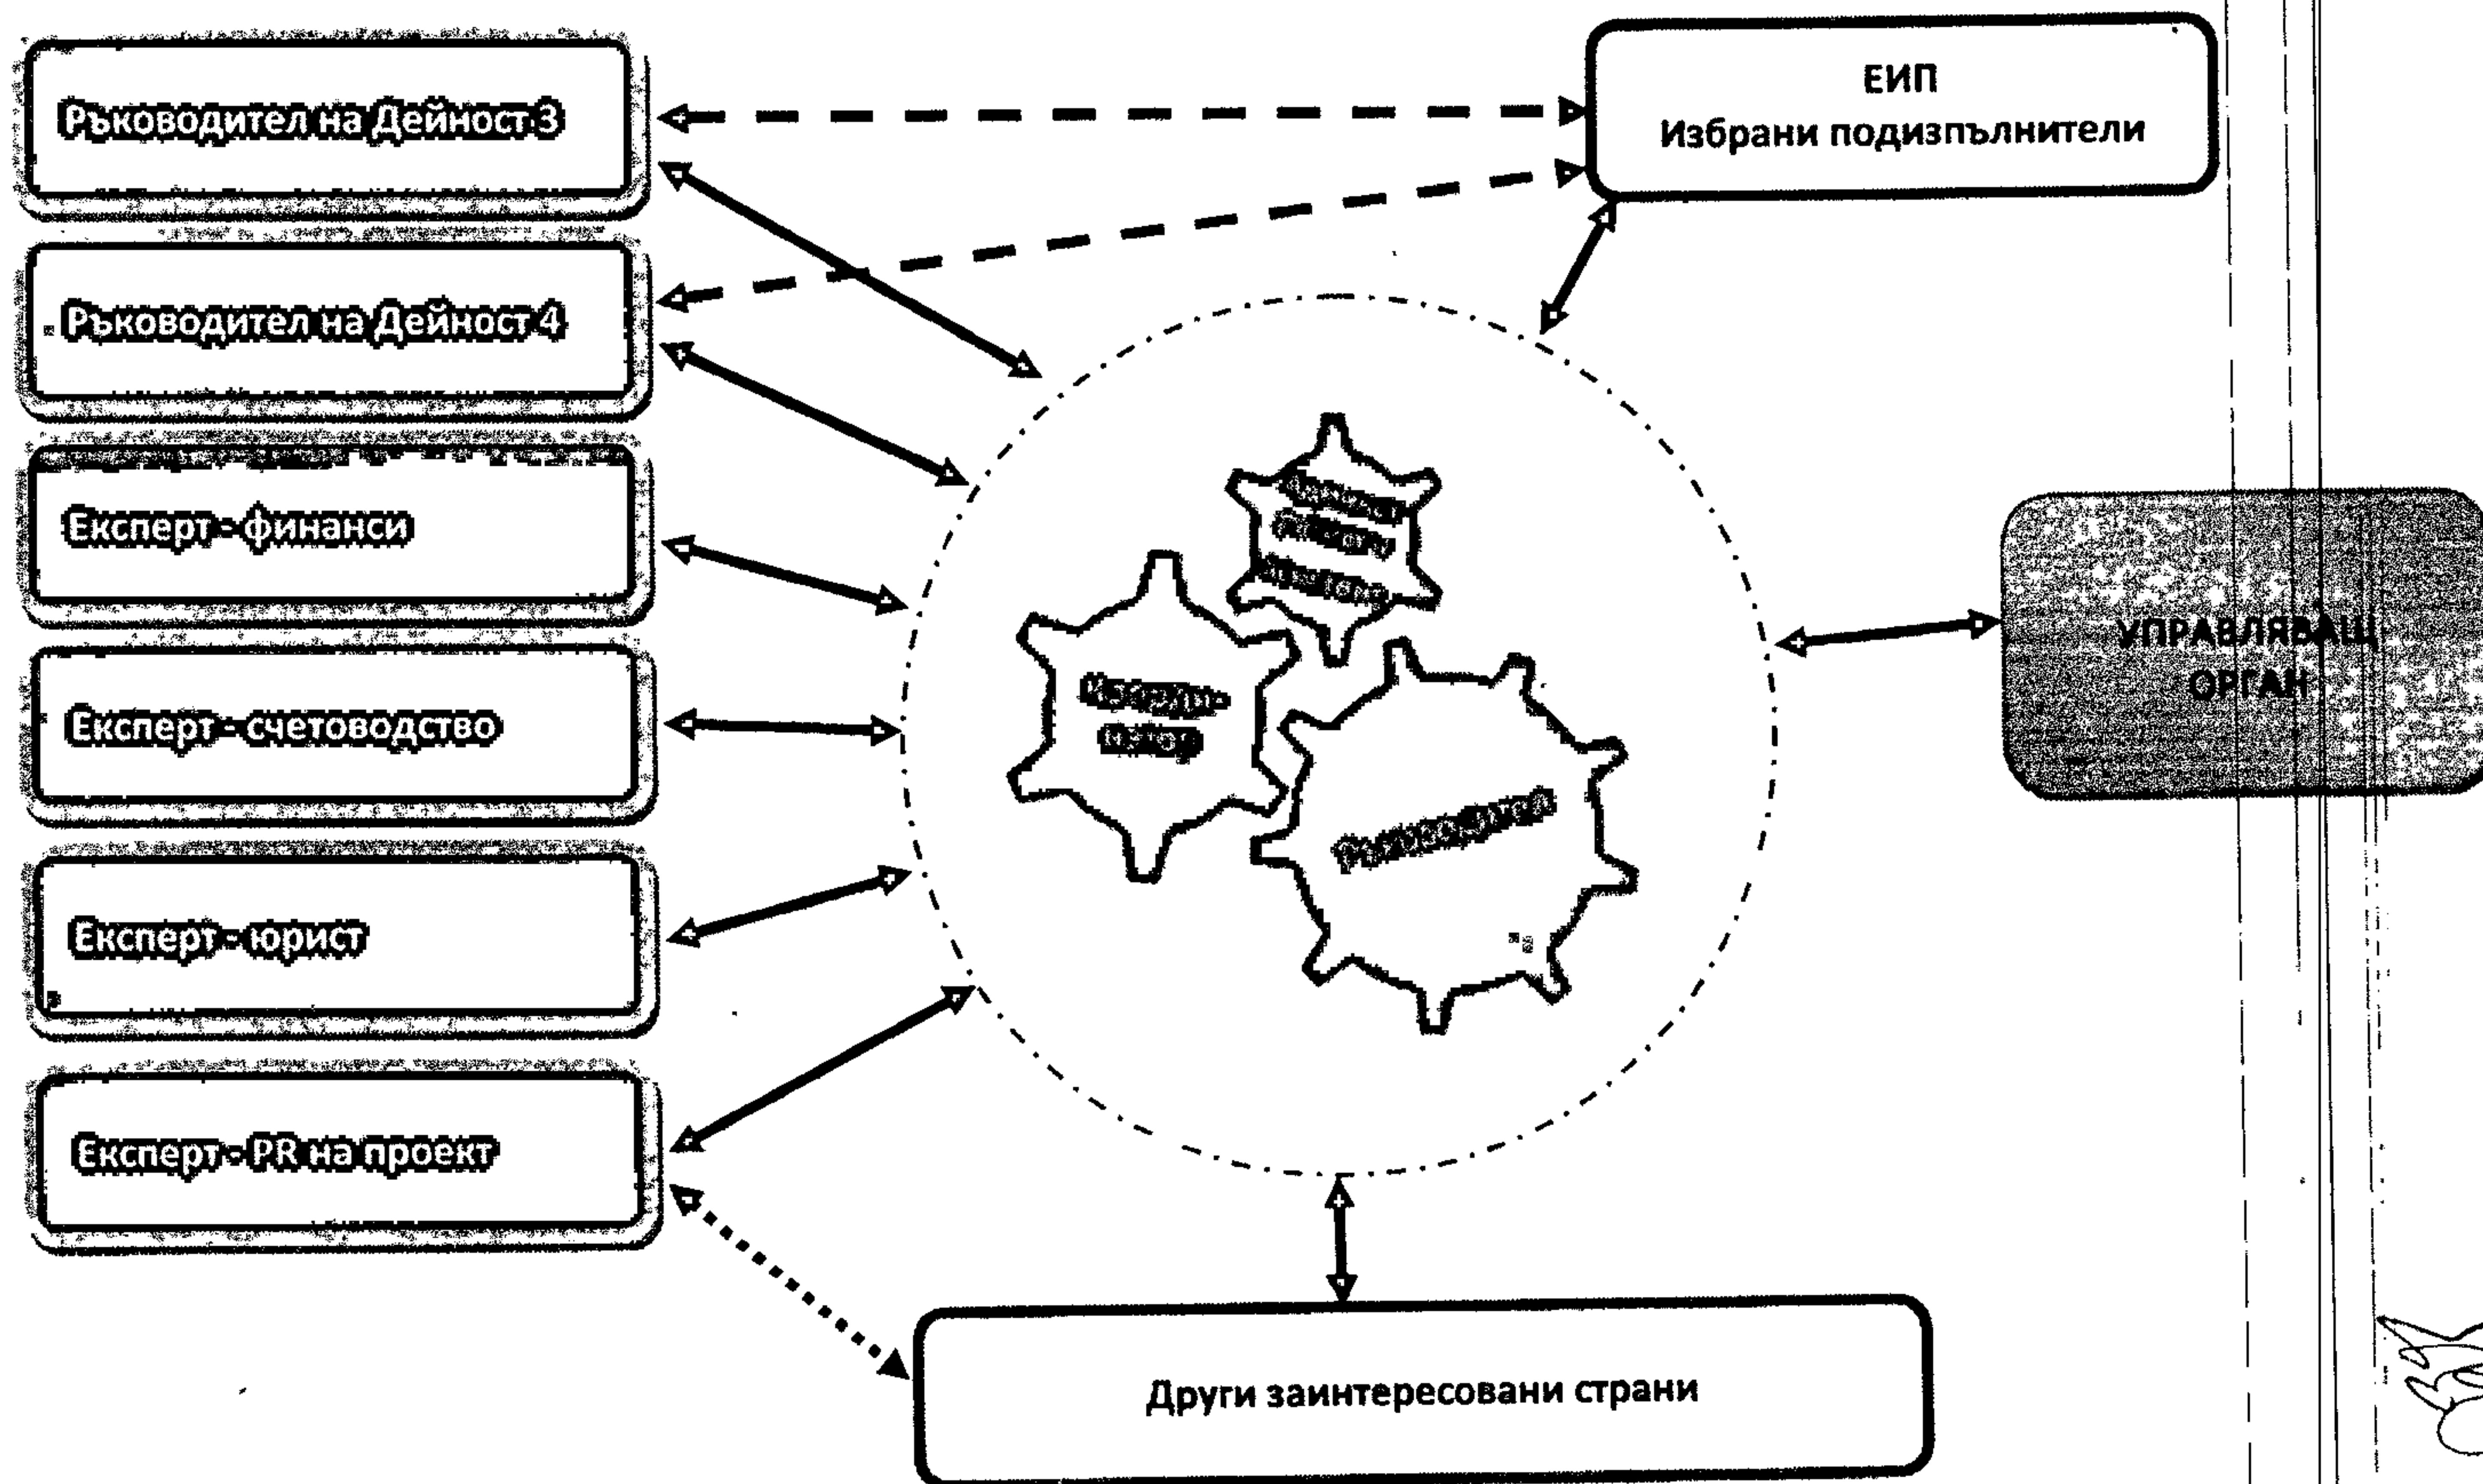 Ръководител на Дейност 3
Ръководител на Дейност 4
Експерт - финанси
Експерт - счетоводство
Експерт - юрист
Експерт - PR на проект
ЕИП
Избрани подизпълнители
Ръководител
УПРАВЛЯВАЩ
ОРГАН
Други заинтересовани страни